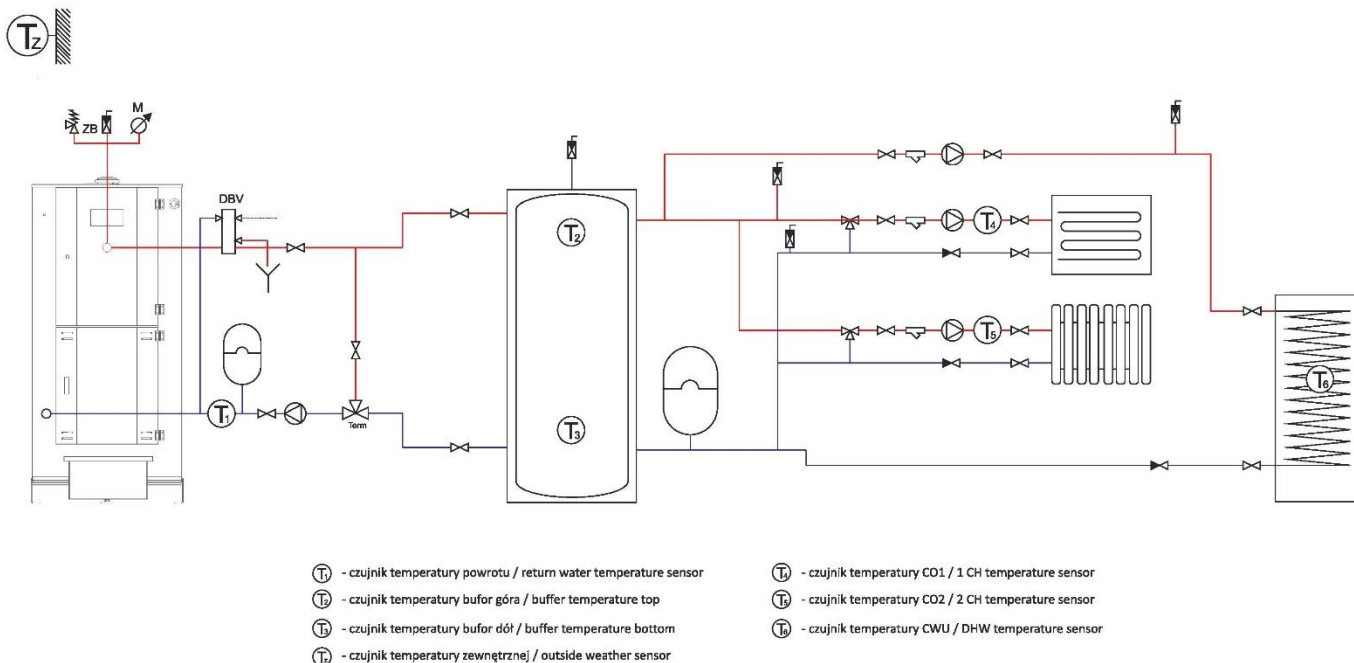 Tz
M
ZB
DBV
T2
T4
T5
T6
T1
Term
T3
T1 - czujnik temperatury powrotu / return water temperature sensor
T2 - czujnik temperatury bufor góra / buffer temperature top
T3 - czujnik temperatury bufor dół / buffer temperature bottom
Tz - czujnik temperatury zewnętrznej / outside weather sensor
T4 - czujnik temperatury CO1 / 1 CH temperature sensor
T5 - czujnik temperatury CO2 / 2 CH temperature sensor
T6 - czujnik temperatury CWU / DHW temperature sensor